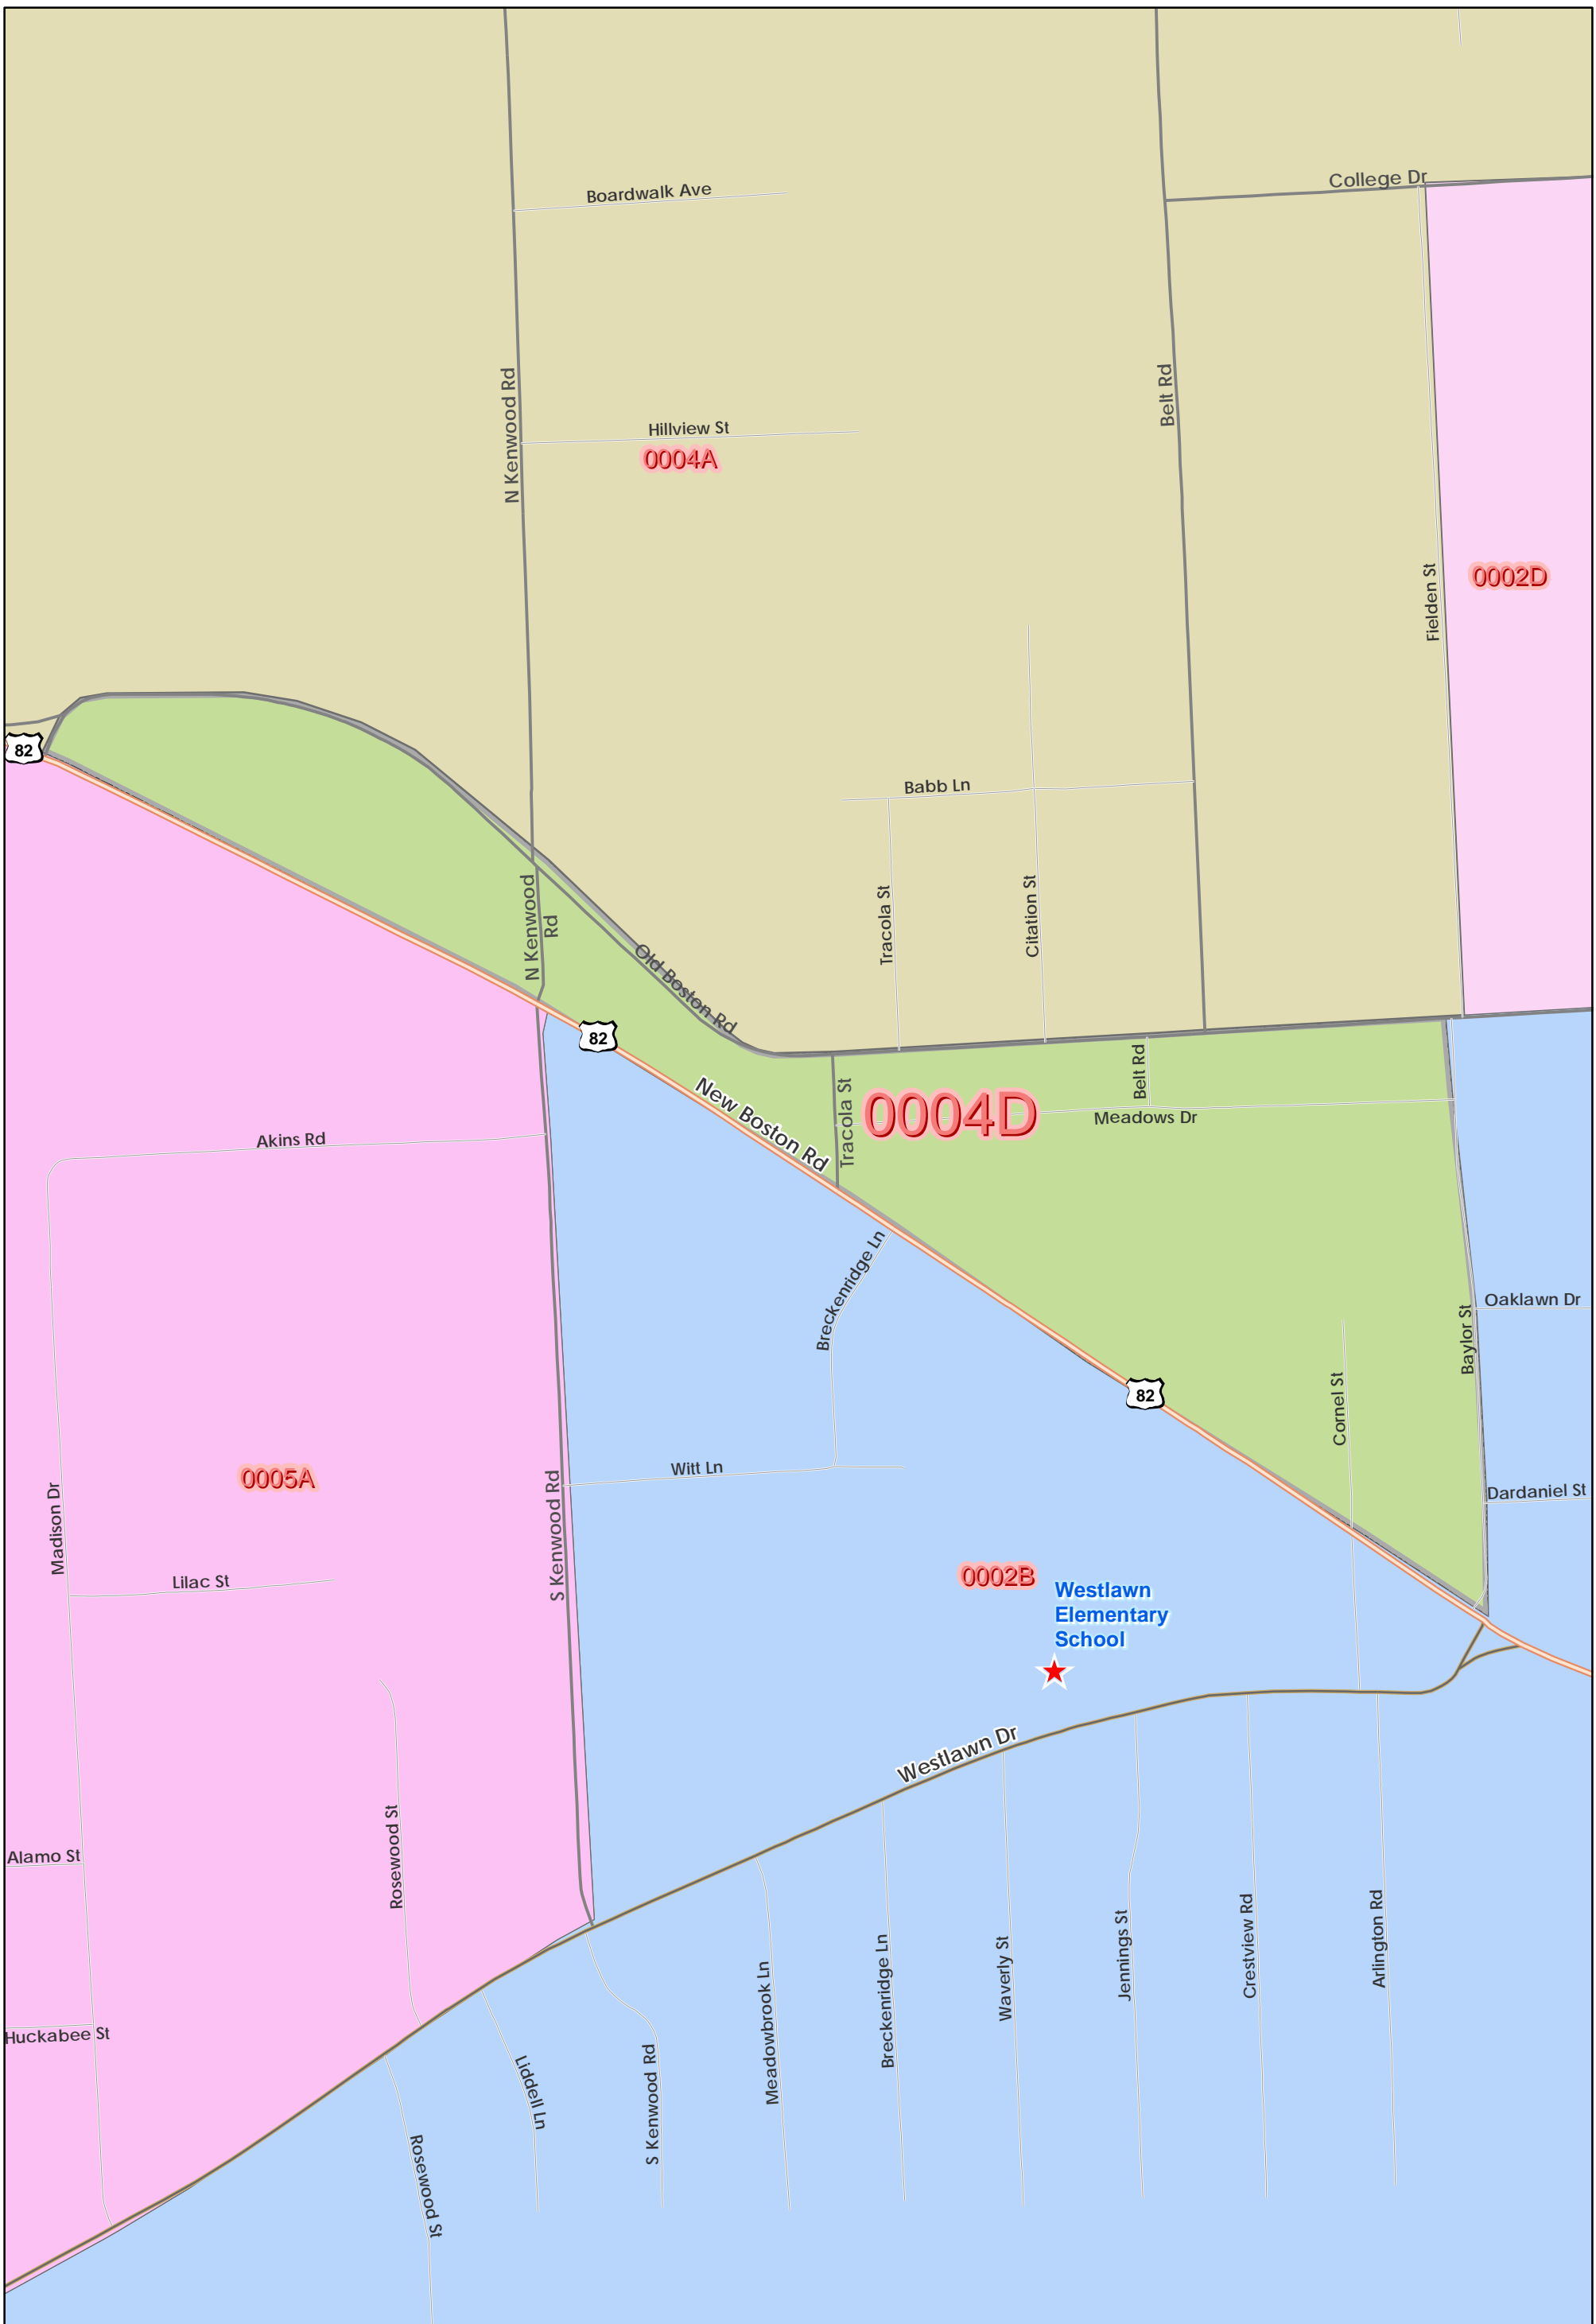 College Dr
Boardwalk Ave
N Kenwood Rd
Belt Rd
Hillview St
0004A
Fielden St
0002D
82
Babb Ln
N Kenwood
Rd
Tracola St
Citation St
Old Boston Rd
82
New Boston Rd
Tracola St
0004D
Belt Rd
Meadows Dr
Akins Rd
Breckenridge Ln
Oaklawn Dr
Baylor St
82
Cornel St
Witt Ln
0005A
S Kenwood Rd
Madison Dr
Dardaniel St
Lilac St
0002B
Westlawn
Elementary
School
Westlawn Dr
Rosewood St
Alamo St
Huckabee St
Liddell Ln
S Kenwood Rd
Meadowbrook Ln
Breckenridge Ln
Waverly St
Jennings St
Crestview Rd
Arlington Rd
Rosewood St